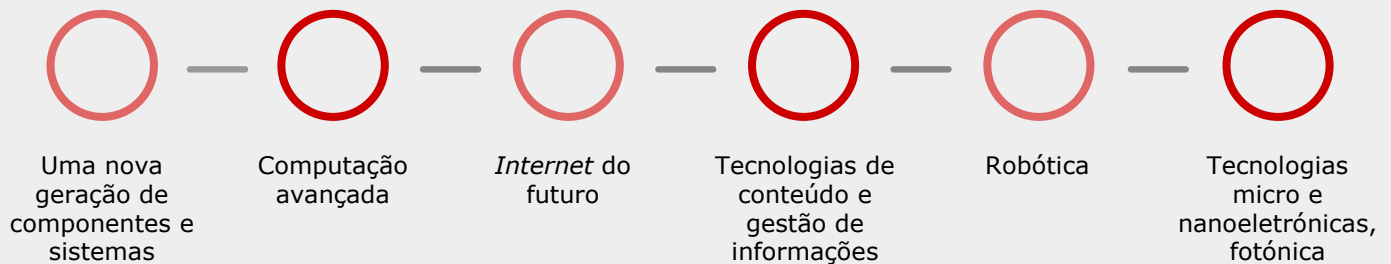 Uma nova
geração de
componentes e
sistemas
Computação
avançada
Internet do
futuro
Tecnologias de
conteúdo e
gestão de
informações
Robótica
Tecnologias
micro e
nanoeletrónicas,
fotónica